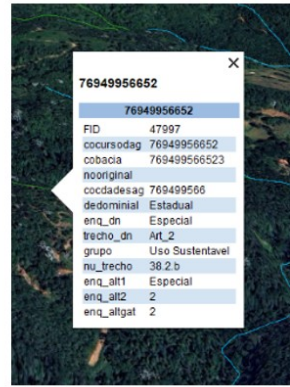 76949956652
76949956652
FID 47997
cocursodag 76949956652
cobacia 769499566523
nooriginal
cocdadesag 769499566
dedominial Estadual
enq_dn Especial
trecho_dn Art_2
grupo Uso Sustentavel
nu_trecho 38.2.b
enq_alt1 Especial
enq_alt2 2
enq_altgat 2